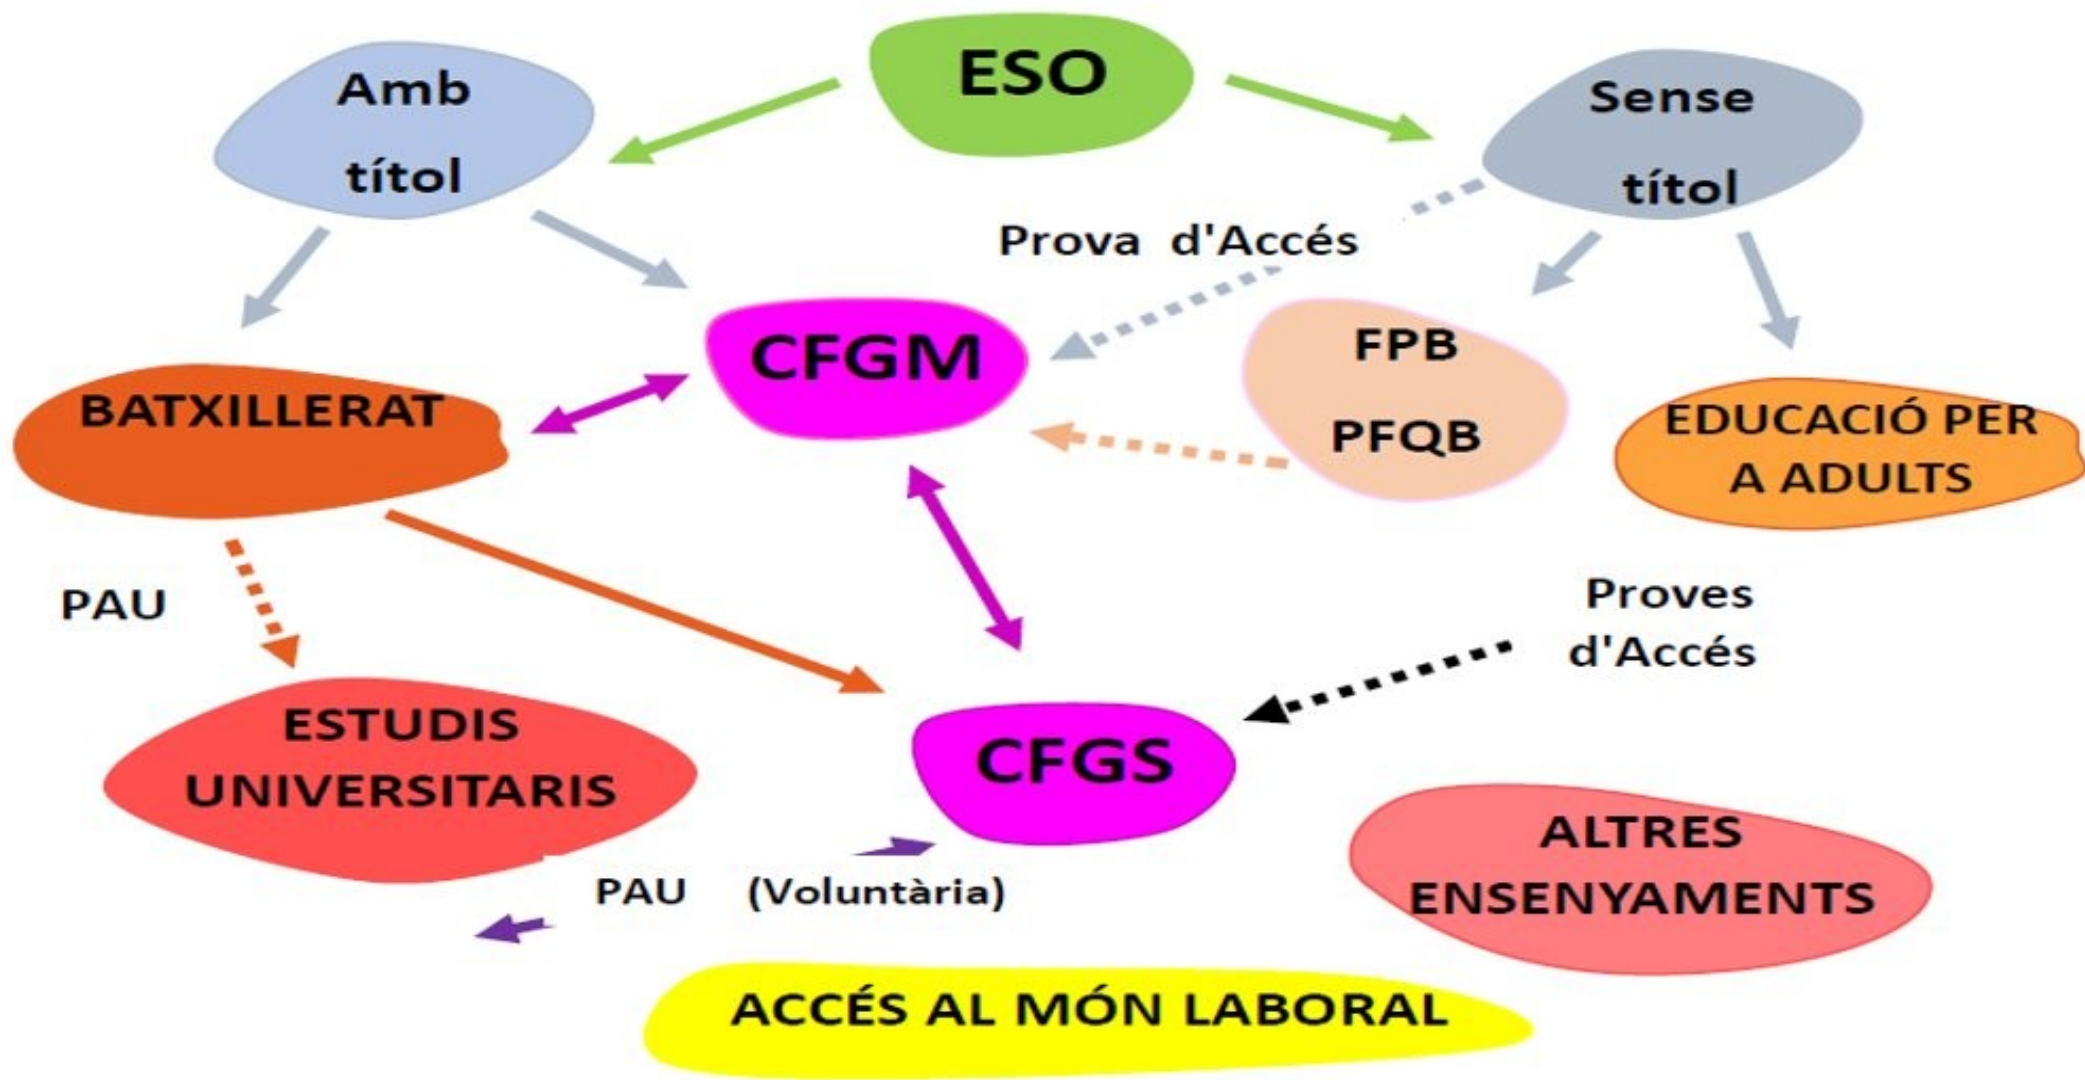 ESO
Amb
títol
Sense
títol
Prova d'Accés
CFGM
FPB
PFQB
BATXILLERAT
EDUCACIÓ PER
A ADULTS
PAU
Proves
d'Accés
ESTUDIS
UNIVERSITARIS
CFGS
ALTRES
ENSENYAMENTS
PAU (Voluntària)
ACCÉS AL MÓN LABORAL